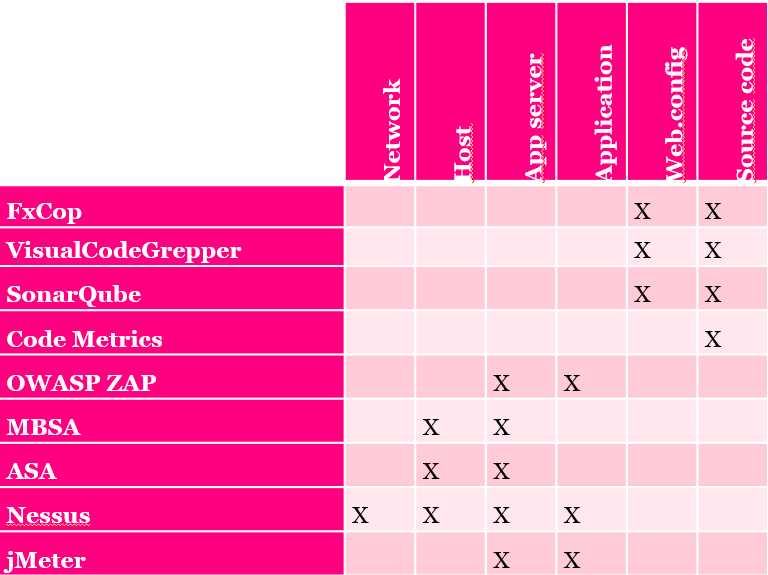 Network Host App server Application Web.config Source code
FxCop X X
VisualCodeGrepper X X
SonarQube X X
Code Metrics X
OWASP ZAP X X
MBSA X X
ASA X X
Nessus X X X X
jMeter X X